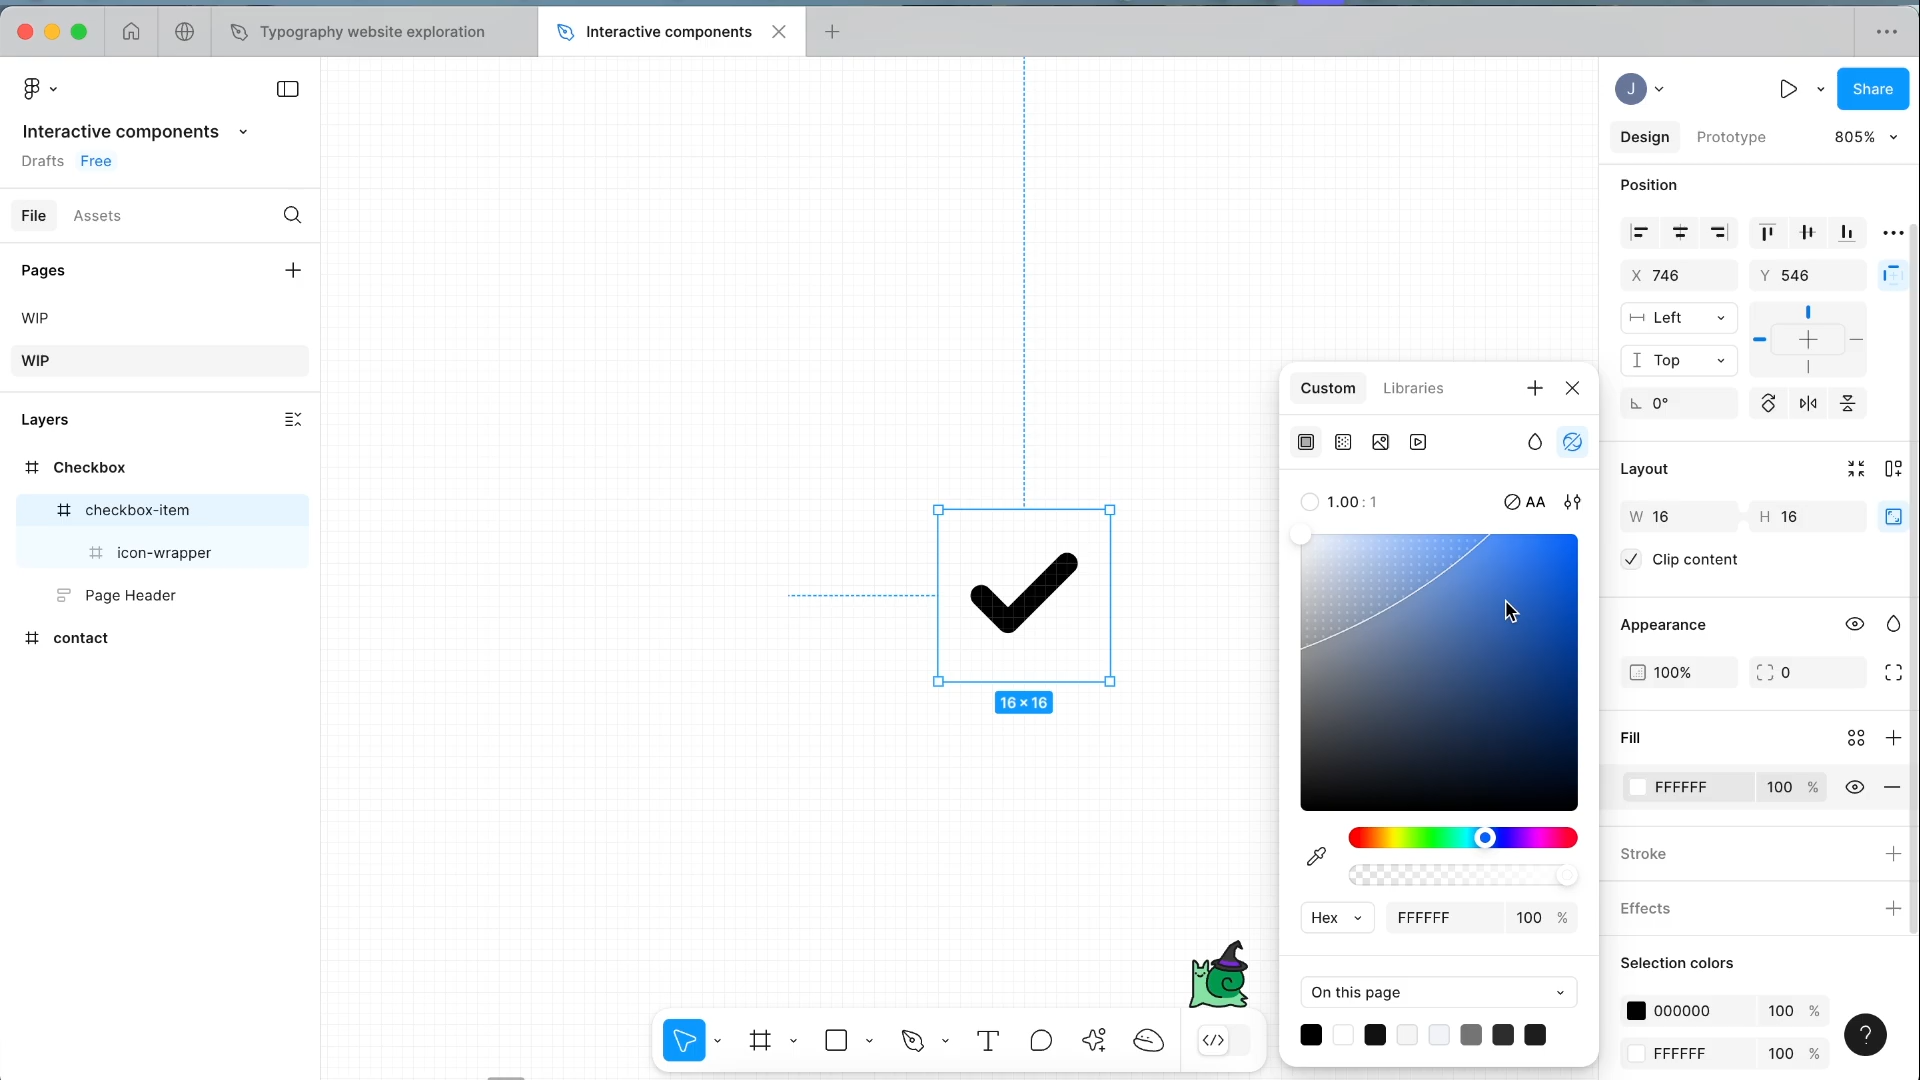 Typography website exploration
Interactive components
Interactive components
Drafts
Free
File
Assets
Pages
WIP
WIP
Layers
Checkbox
checkbox-item
icon-wrapper
Page Header
contact
16 × 16
Custom
Libraries
1.00 : 1
AA
Hex
FFFFFF
100 %
On this page
J
Share
Design
Prototype
805%
Position
X 746
Y 546
Left
Top
0°
Layout
W 16
H 16
Clip content
Appearance
100%
0
Fill
FFFFFF
100 %
Stroke
Effects
Selection colors
000000
100 %
FFFFFF
100 %
?